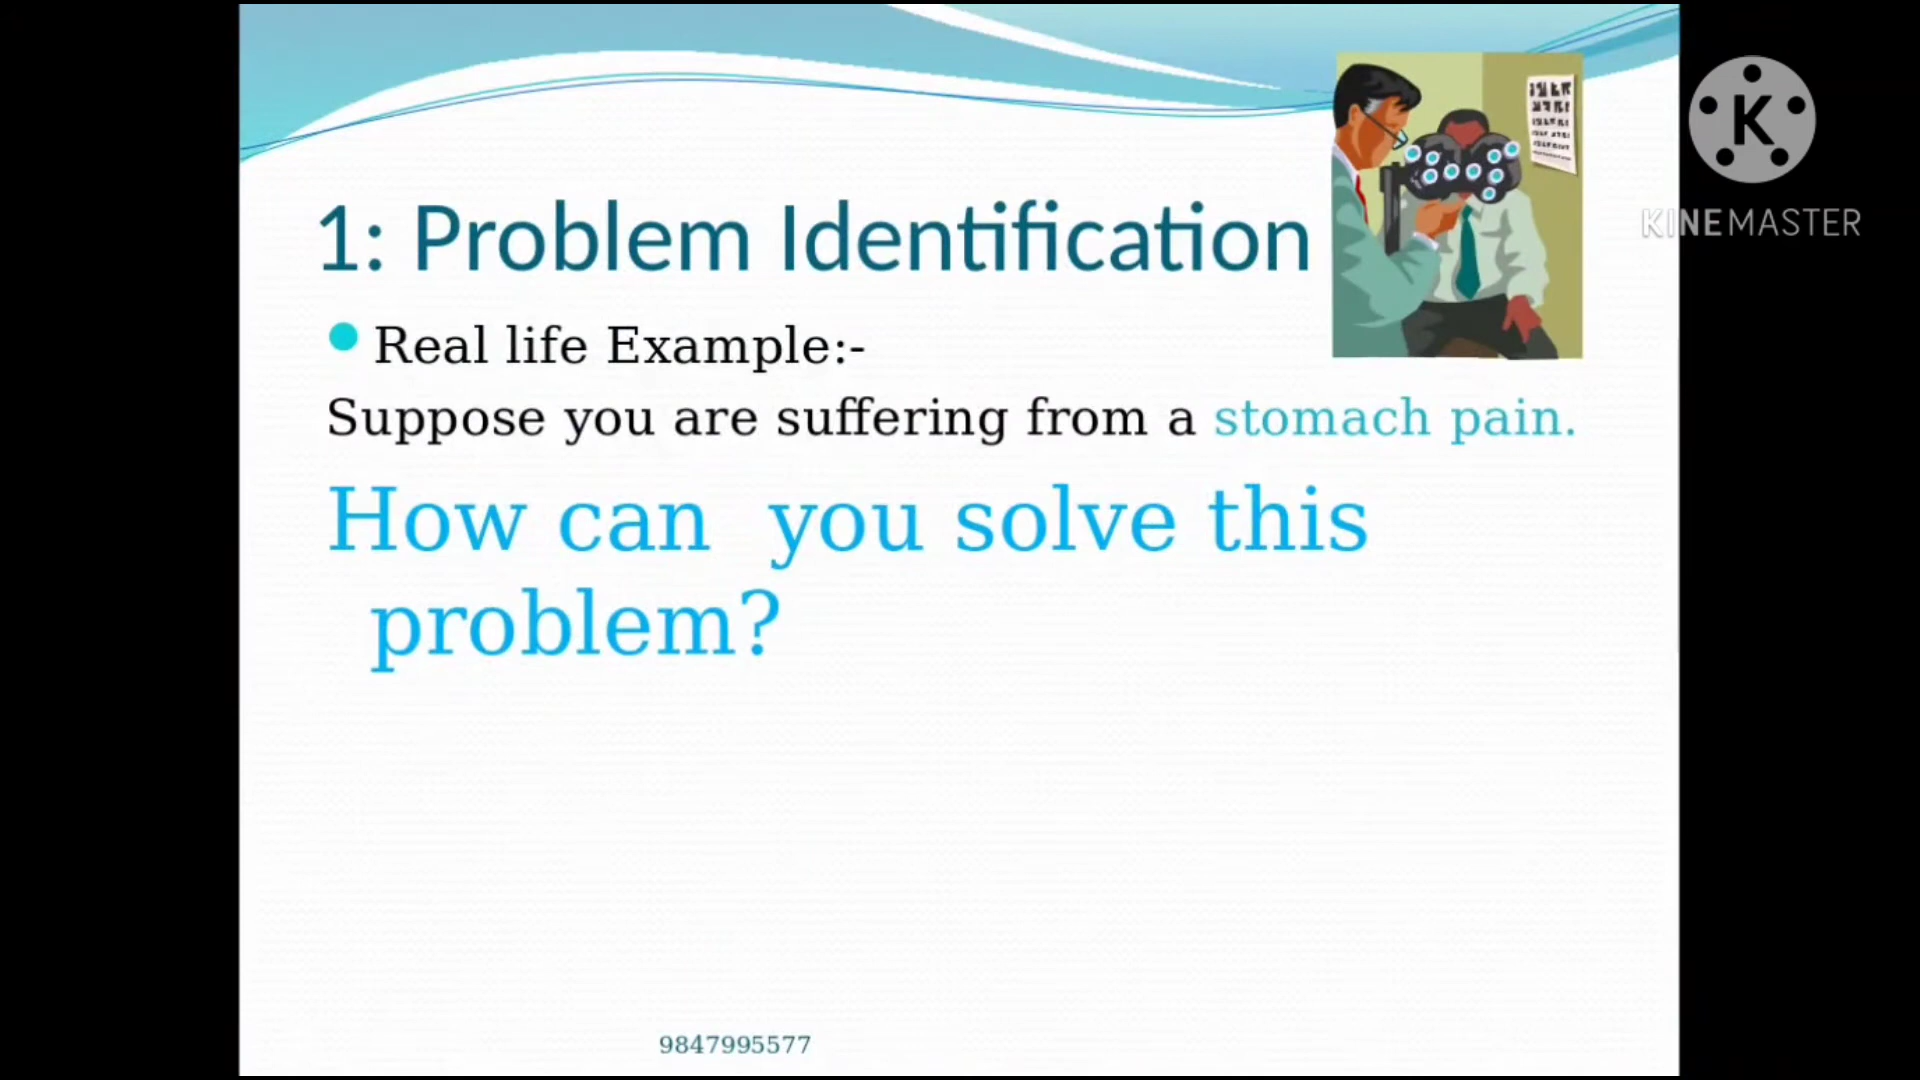 1: Problem Identification
Real life Example:-
Suppose you are suffering from a stomach pain.
How can you solve this
problem?
9847995577
K
KINEMASTER